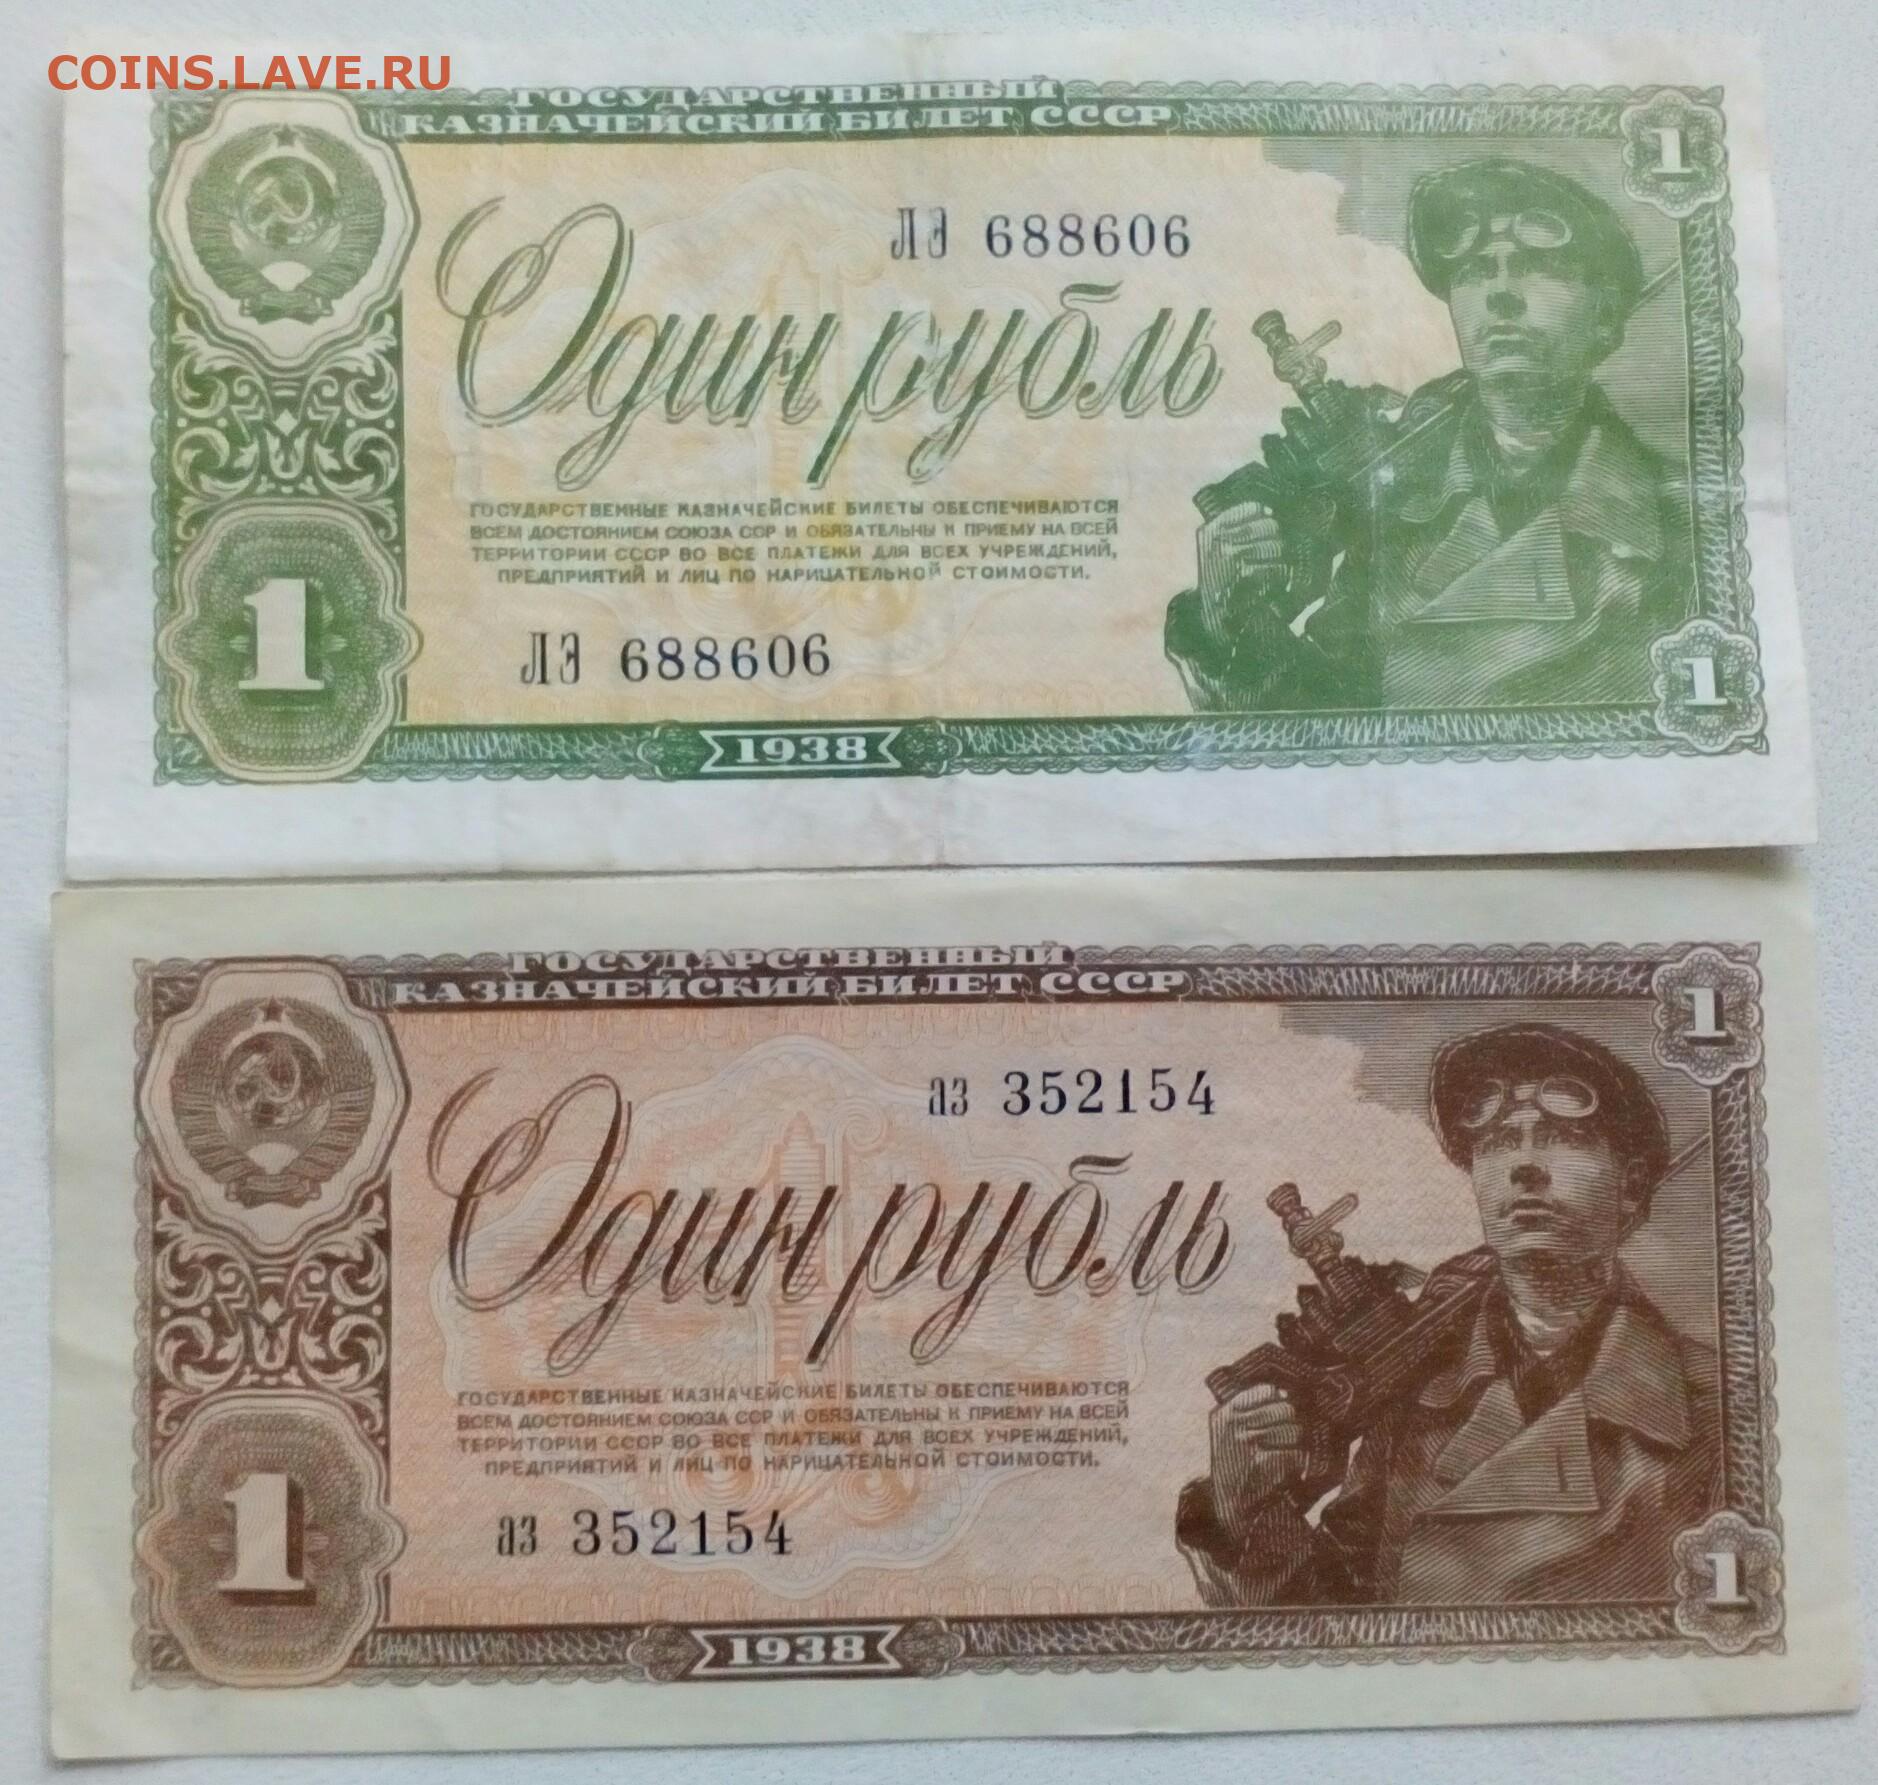 COINS.LAVE.RU
ГОСУДАРСТВЕННЫЙ
КАЗНАЧЕЙСКИЙ БИЛЕТ СССР
1
ЛЭ 688606
Один рубль
ГОСУДАРСТВЕННЫЕ КАЗНАЧЕЙСКИЕ БИЛЕТЫ ОБЕСПЕЧИВАЮТСЯ
ВСЕМ ДОСТОЯНИЕМ СОЮЗА ССР И ОБЯЗАТЕЛЬНЫ К ПРИЕМУ НА ВСЕЙ
ТЕРРИТОРИИ СССР ВО ВСЕ ПЛАТЕЖИ ДЛЯ ВСЕХ УЧРЕЖДЕНИЙ,
ПРЕДПРИЯТИЙ И ЛИЦ ПО НАРИЦАТЕЛЬНОЙ СТОИМОСТИ.
1
ЛЭ 688606
1
1938
ГОСУДАРСТВЕННЫЙ
КАЗНАЧЕЙСКИЙ БИЛЕТ СССР
1
аз 352154
Один рубль
ГОСУДАРСТВЕННЫЕ КАЗНАЧЕЙСКИЕ БИЛЕТЫ ОБЕСПЕЧИВАЮТСЯ
ВСЕМ ДОСТОЯНИЕМ СОЮЗА ССР И ОБЯЗАТЕЛЬНЫ К ПРИЕМУ НА ВСЕЙ
ТЕРРИТОРИИ СССР ВО ВСЕ ПЛАТЕЖИ ДЛЯ ВСЕХ УЧРЕЖДЕНИЙ,
ПРЕДПРИЯТИЙ И ЛИЦ ПО НАРИЦАТЕЛЬНОЙ СТОИМОСТИ.
1
аз 352154
1
1938